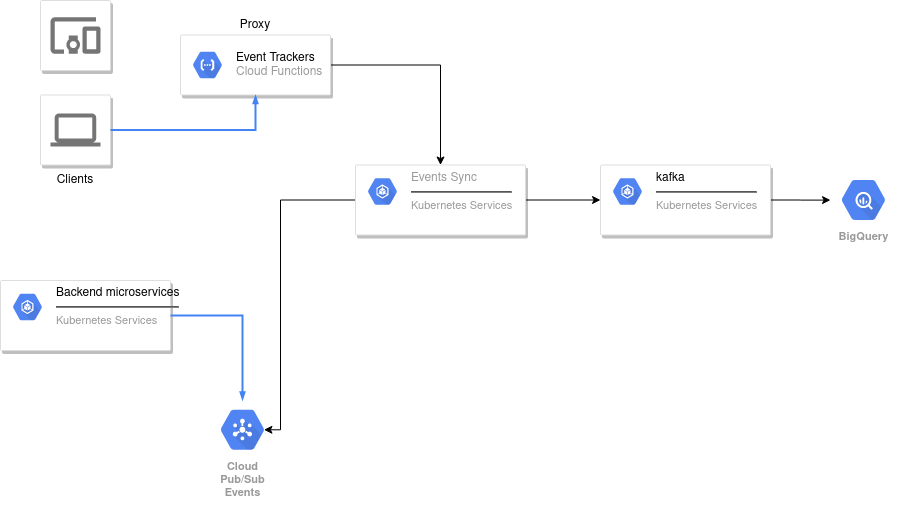 Proxy
Event Trackers
Cloud Functions
Clients
Events Sync
Kubernetes Services
kafka
Kubernetes Services
BigQuery
Backend microservices
Kubernetes Services
Cloud
Pub/Sub
Events